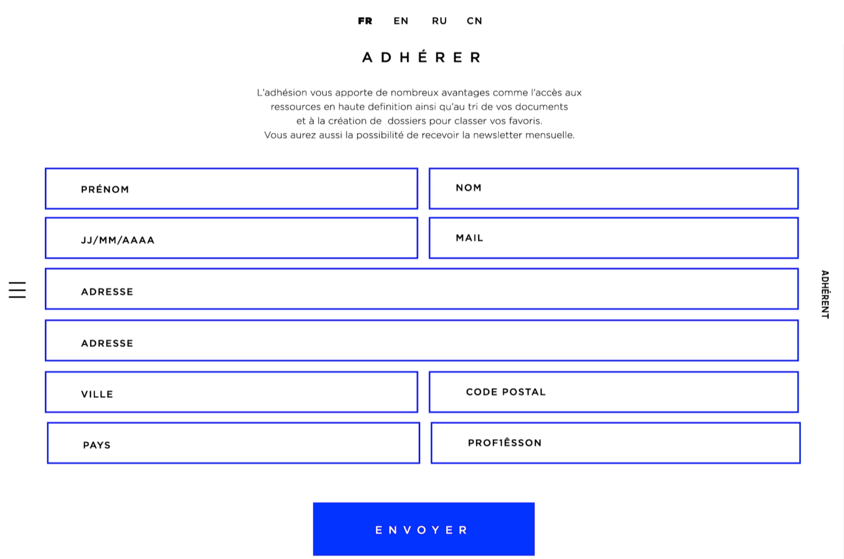 FR EN RU CN
ADHÉRER
L'adhésion vous apporte de nombreux avantages comme l'accès aux
ressources en haute definition ainsi qu'au tri de vos documents
et à la création de dossiers pour classer vos favoris.
Vous aurez aussi la possibilité de recevoir la newsletter mensuelle.
PRÉNOM
NOM
JJ/MM/AAAA
MAIL
ADRESSE
ADHÉRENT
ADRESSE
VILLE
CODE POSTAL
PAYS
PROF1ÊSSON
ENVOYER